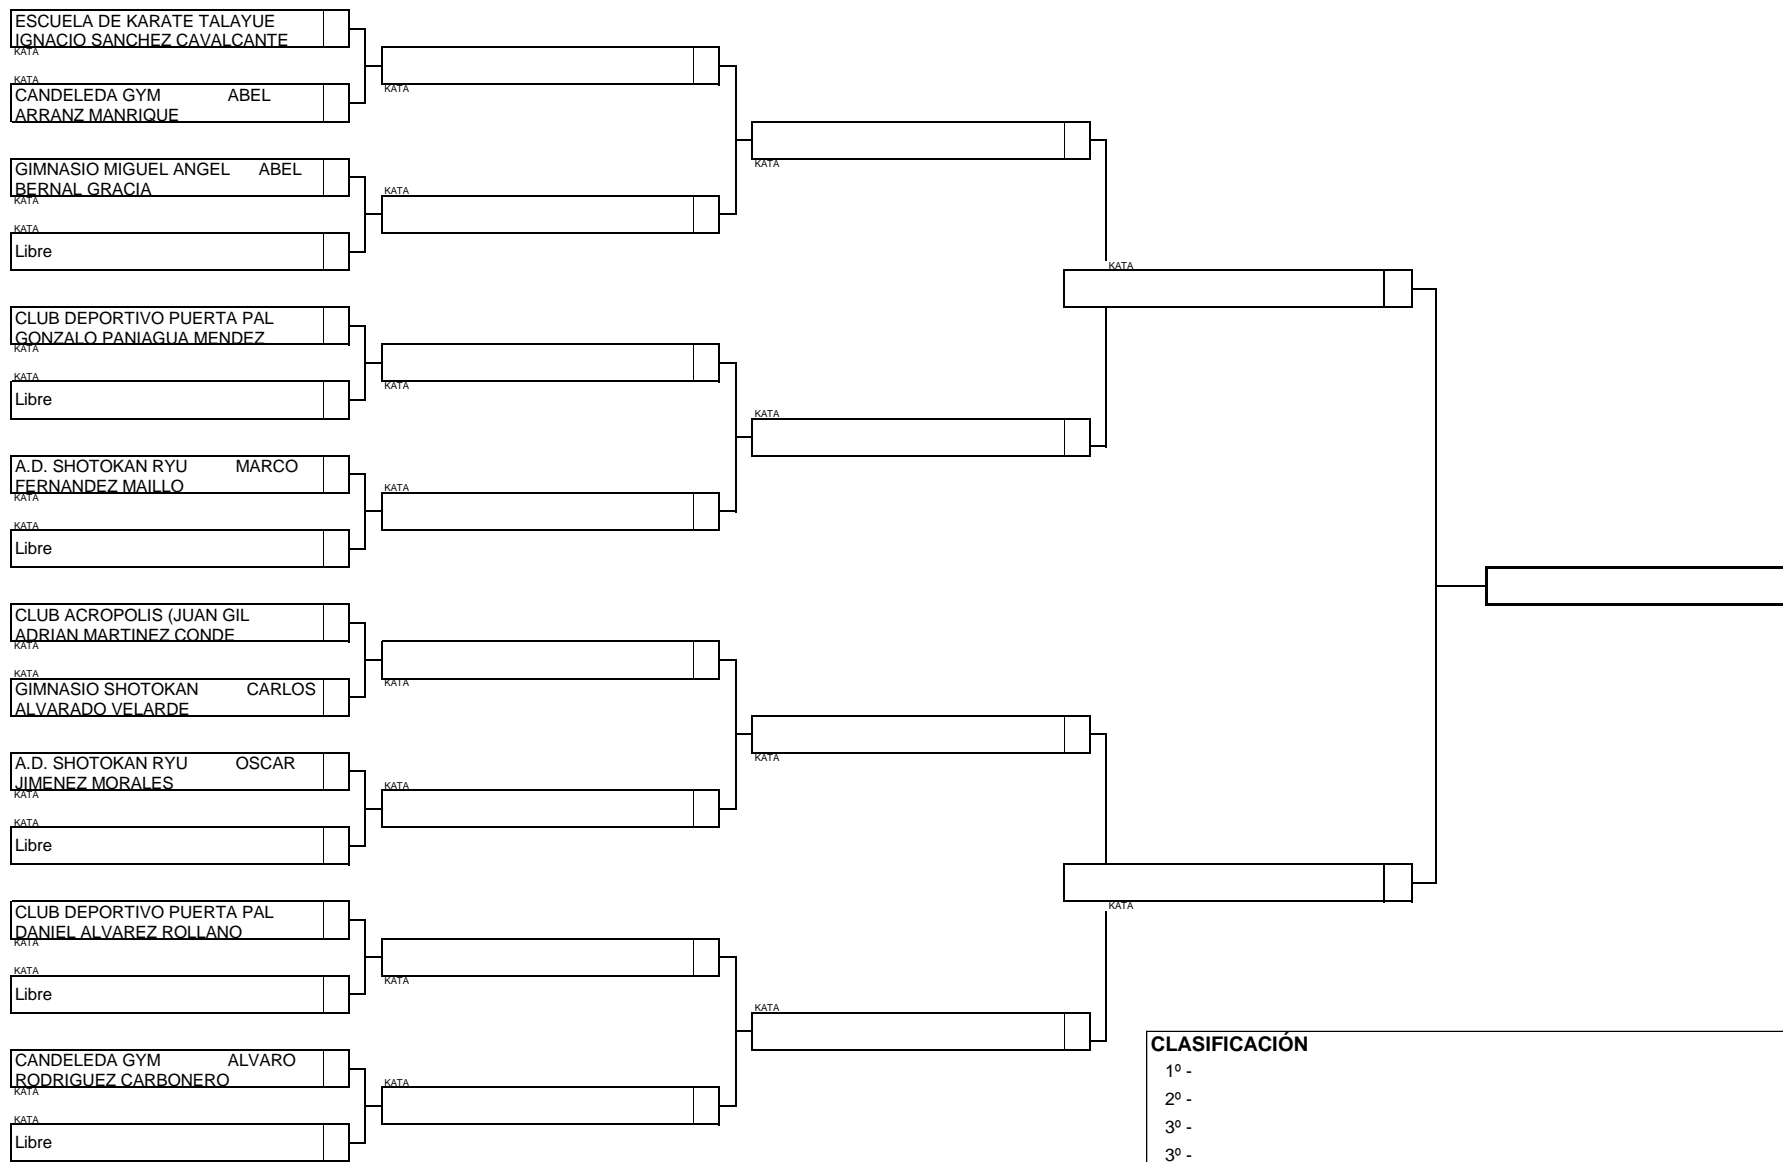 ESCUELA DE KARATE TALAYUE
IGNACIO SANCHEZ CAVALCANTE
KATA
KATA
CANDELEDA GYM ABEL
ARRANZ MANRIQUE
GIMNASIO MIGUEL ANGEL ABEL
BERNAL GRACIA
KATA
KATA
Libre
CLUB DEPORTIVO PUERTA PAL
GONZALO PANIAGUA MENDEZ
KATA
KATA
Libre
A.D. SHOTOKAN RYU MARCO
FERNANDEZ MAILLO
KATA
KATA
Libre
CLUB ACROPOLIS (JUAN GIL
ADRIAN MARTINEZ CONDE
KATA
KATA
GIMNASIO SHOTOKAN CARLOS
ALVARADO VELARDE
A.D. SHOTOKAN RYU OSCAR
JIMENEZ MORALES
KATA
KATA
Libre
CLUB DEPORTIVO PUERTA PAL
DANIEL ALVAREZ ROLLANO
KATA
KATA
Libre
CANDELEDA GYM ALVARO
RODRIGUEZ CARBONERO
KATA
KATA
Libre
KATA
KATA
KATA
KATA
KATA
KATA
KATA
KATA
KATA
KATA
KATA
KATA
KATA
KATA
CLASIFICACIÓN
1º -
2º -
3º -
3º -